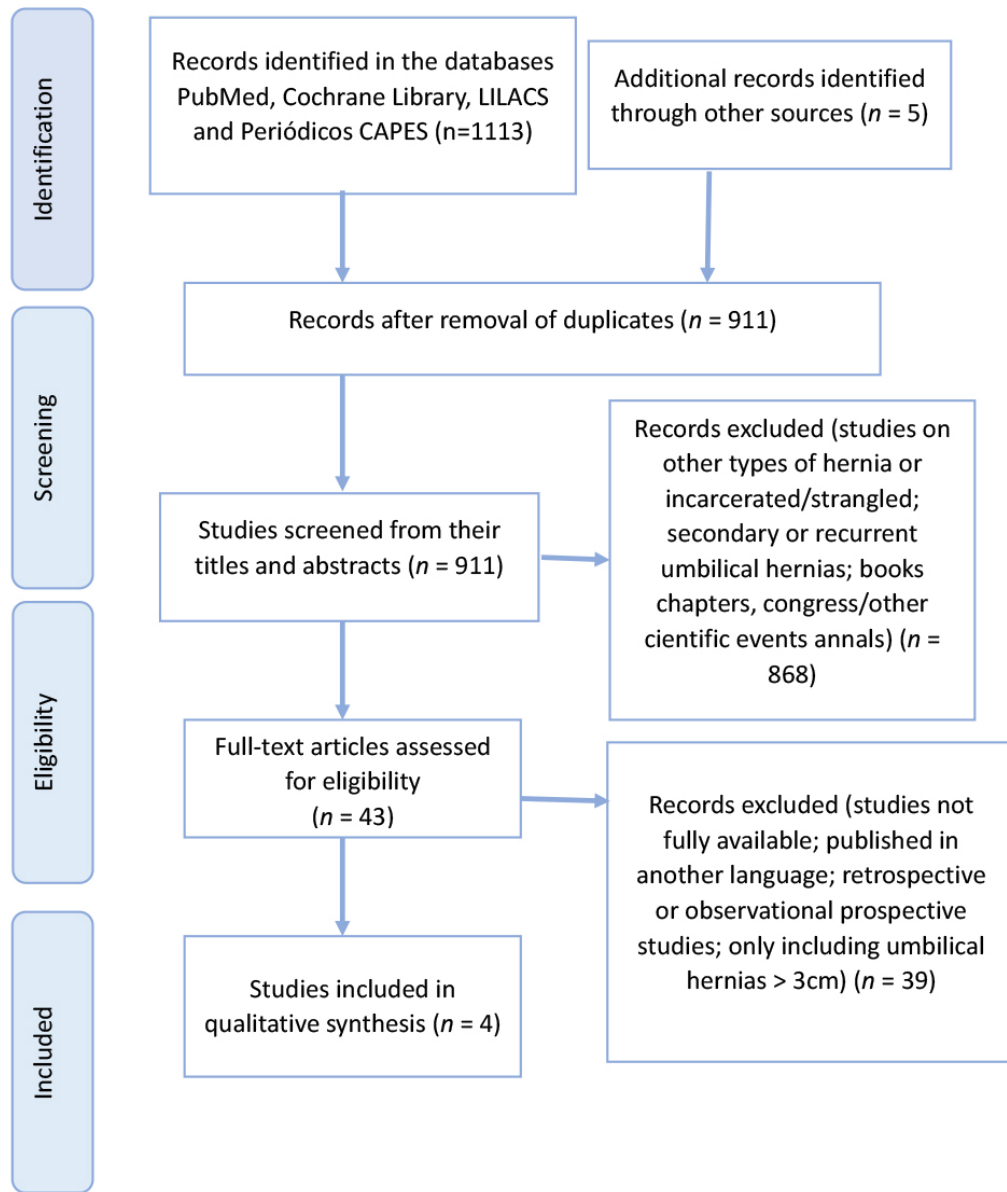 Identification
Records identified in the databases
PubMed, Cochrane Library, LILACS
and Periódicos CAPES (n=1113)
Additional records identified
through other sources (n = 5)
Records after removal of duplicates (n = 911)
Screening
Studies screened from their
titles and abstracts (n = 911)
Records excluded (studies on
other types of hernia or
incarcerated/strangled;
secondary or recurrent
umbilical hernias; books
chapters, congress/other
cientific events annals) (n =
868)
Eligibility
Full-text articles assessed
for eligibility
(n = 43)
Records excluded (studies not
fully available; published in
another language; retrospective
or observational prospective
studies; only including umbilical
hernias > 3cm) (n = 39)
Included
Studies included in
qualitative synthesis (n = 4)